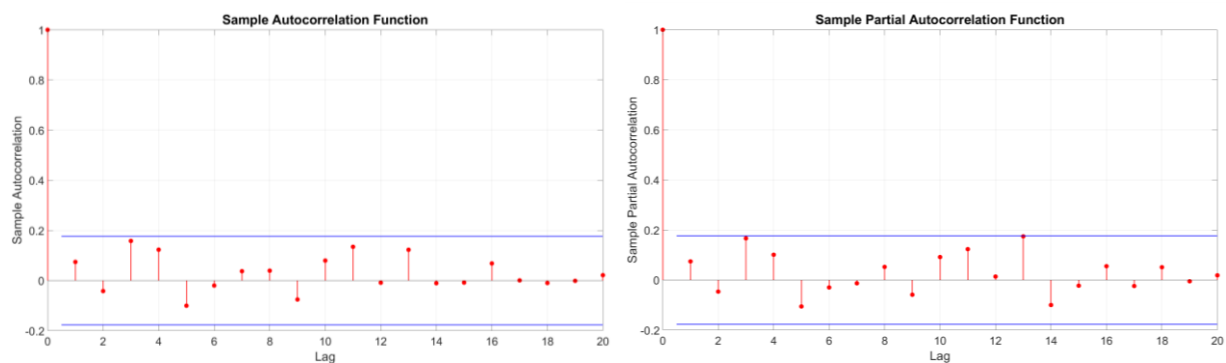 Sample Autocorrelation Function
Sample Autocorrelation
1
0.8
0.6
0.4
0.2
0
-0.2
0 2 4 6 8 10 12 14 16 18 20
Lag
Sample Partial Autocorrelation Function
Sample Partial Autocorrelation
1
0.8
0.6
0.4
0.2
0
-0.2
0 2 4 6 8 10 12 14 16 18 20
Lag